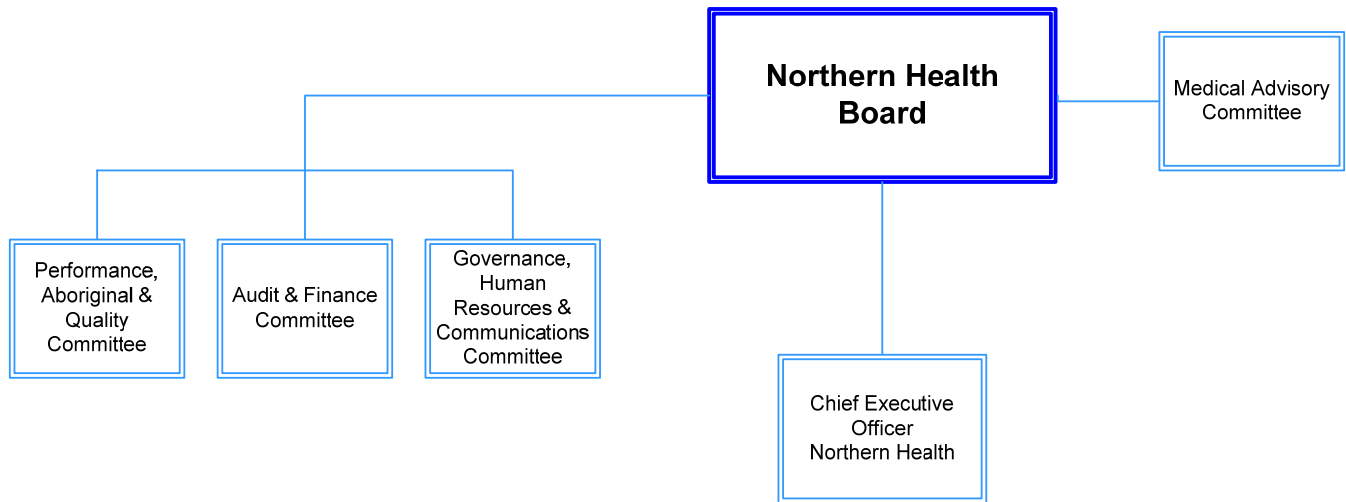 Northern Health
Board
Medical Advisory
Committee
Performance,
Aboriginal &
Quality
Committee
Audit & Finance
Committee
Governance,
Human
Resources &
Communications
Committee
Chief Executive
Officer
Northern Health